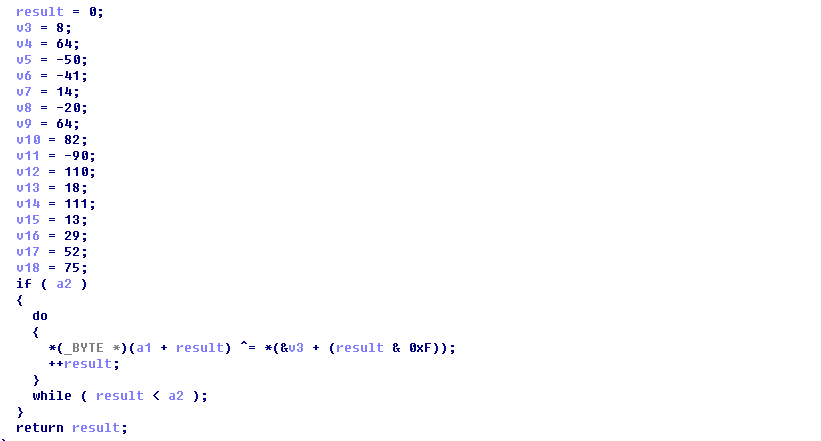 result = 0;
v3 = 8;
v4 = 64;
v5 = -50;
v6 = -41;
v7 = 14;
v8 = -20;
v9 = 64;
v10 = 82;
v11 = -90;
v12 = 110;
v13 = 18;
v14 = 111;
v15 = 13;
v16 = 29;
v17 = 52;
v18 = 75;
if ( a2 )
{
do
{
*(_BYTE *)(a1 + result) ^= *(&v3 + (result & 0xF));
++result;
}
while ( result < a2 );
}
return result;